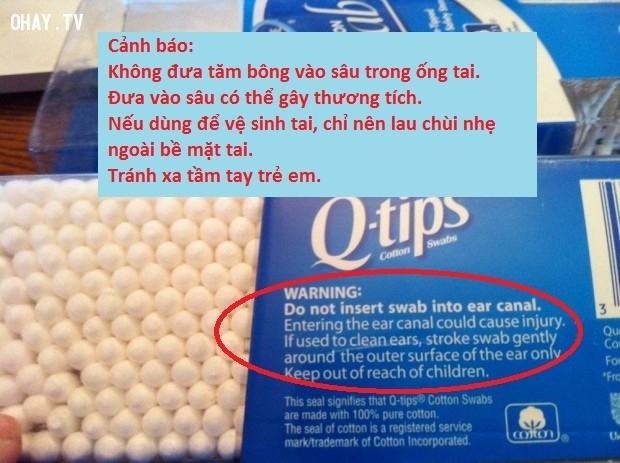 OHAY.TV
Cảnh báo:
Không đưa tăm bông vào sâu trong ống tai.
Đưa vào sâu có thể gây thương tích.
Nếu dùng để vệ sinh tai, chỉ nên lau chùi nhẹ
ngoài bề mặt tai.
Tránh xa tầm tay trẻ em.
Q-tips
Cotton Swabs
WARNING:
Do not insert swab into ear canal.
Entering the ear canal could cause injury.
If used to clean ears, stroke swab gently
around the outer surface of the ear only.
Keep out of reach of children.
This seal signifies that Q-tips® Cotton Swabs
are made with 100% pure cotton.
The seal of cotton is a registered service
mark/trademark of Cotton Incorporated.
cotton
3